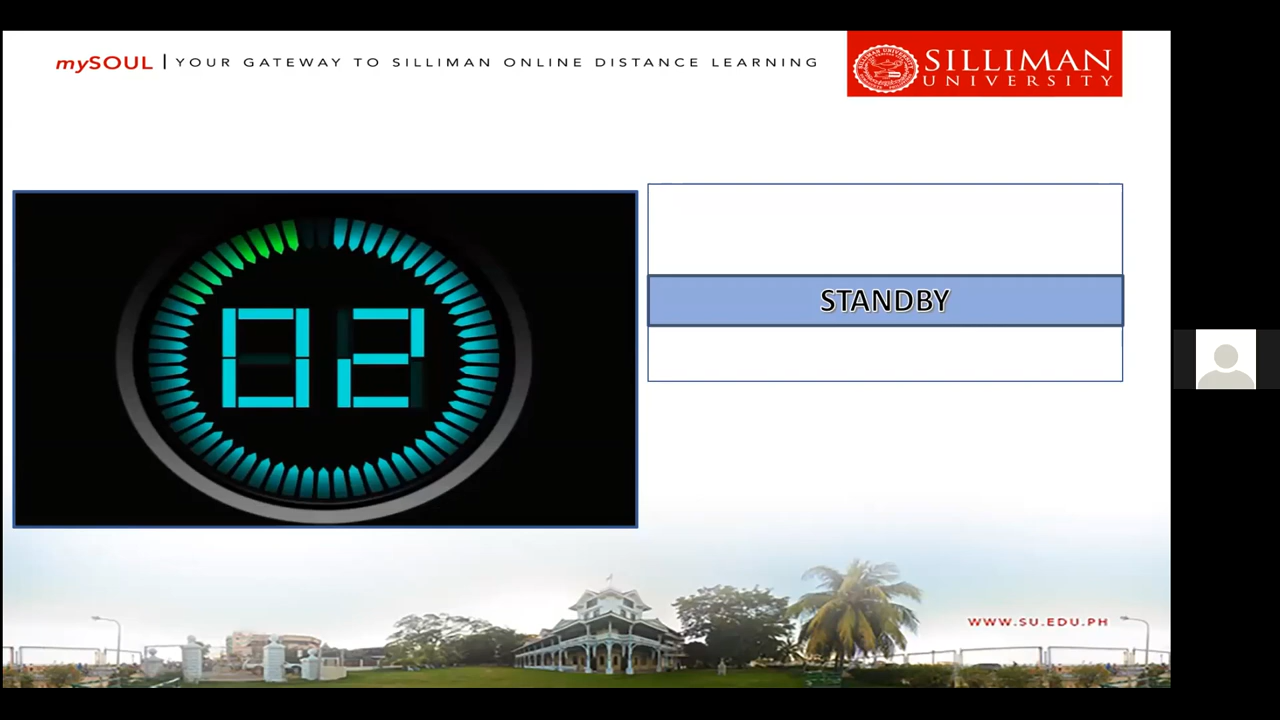 mySOUL | YOUR GATEWAY TO SILLIMAN ONLINE DISTANCE LEARNING
SILLIMAN
UNIVERSITY
02
STANDBY
WWW.SU.EDU.PH